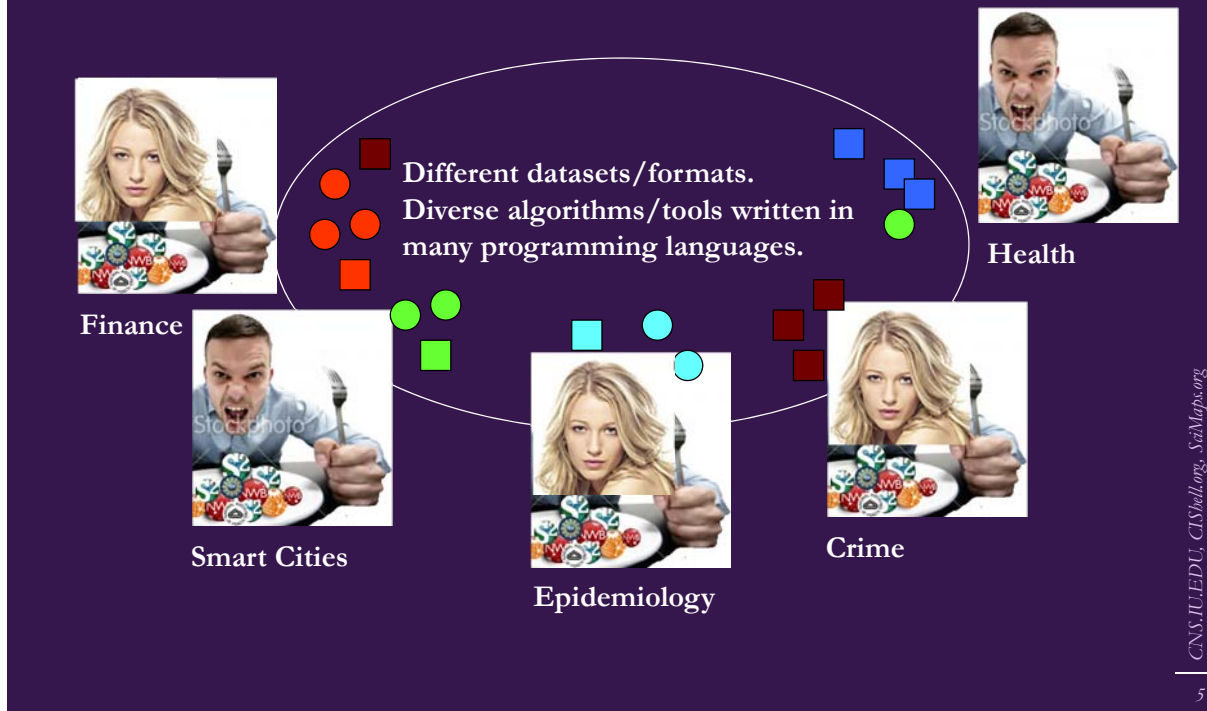 Different datasets/formats.
Diverse algorithms/tools written in
many programming languages.
Stockphoto
Health
Finance
Stockphoto
Smart Cities
Epidemiology
Crime
CNS.IU.EDU, CIShell.org, SciMaps.org
5